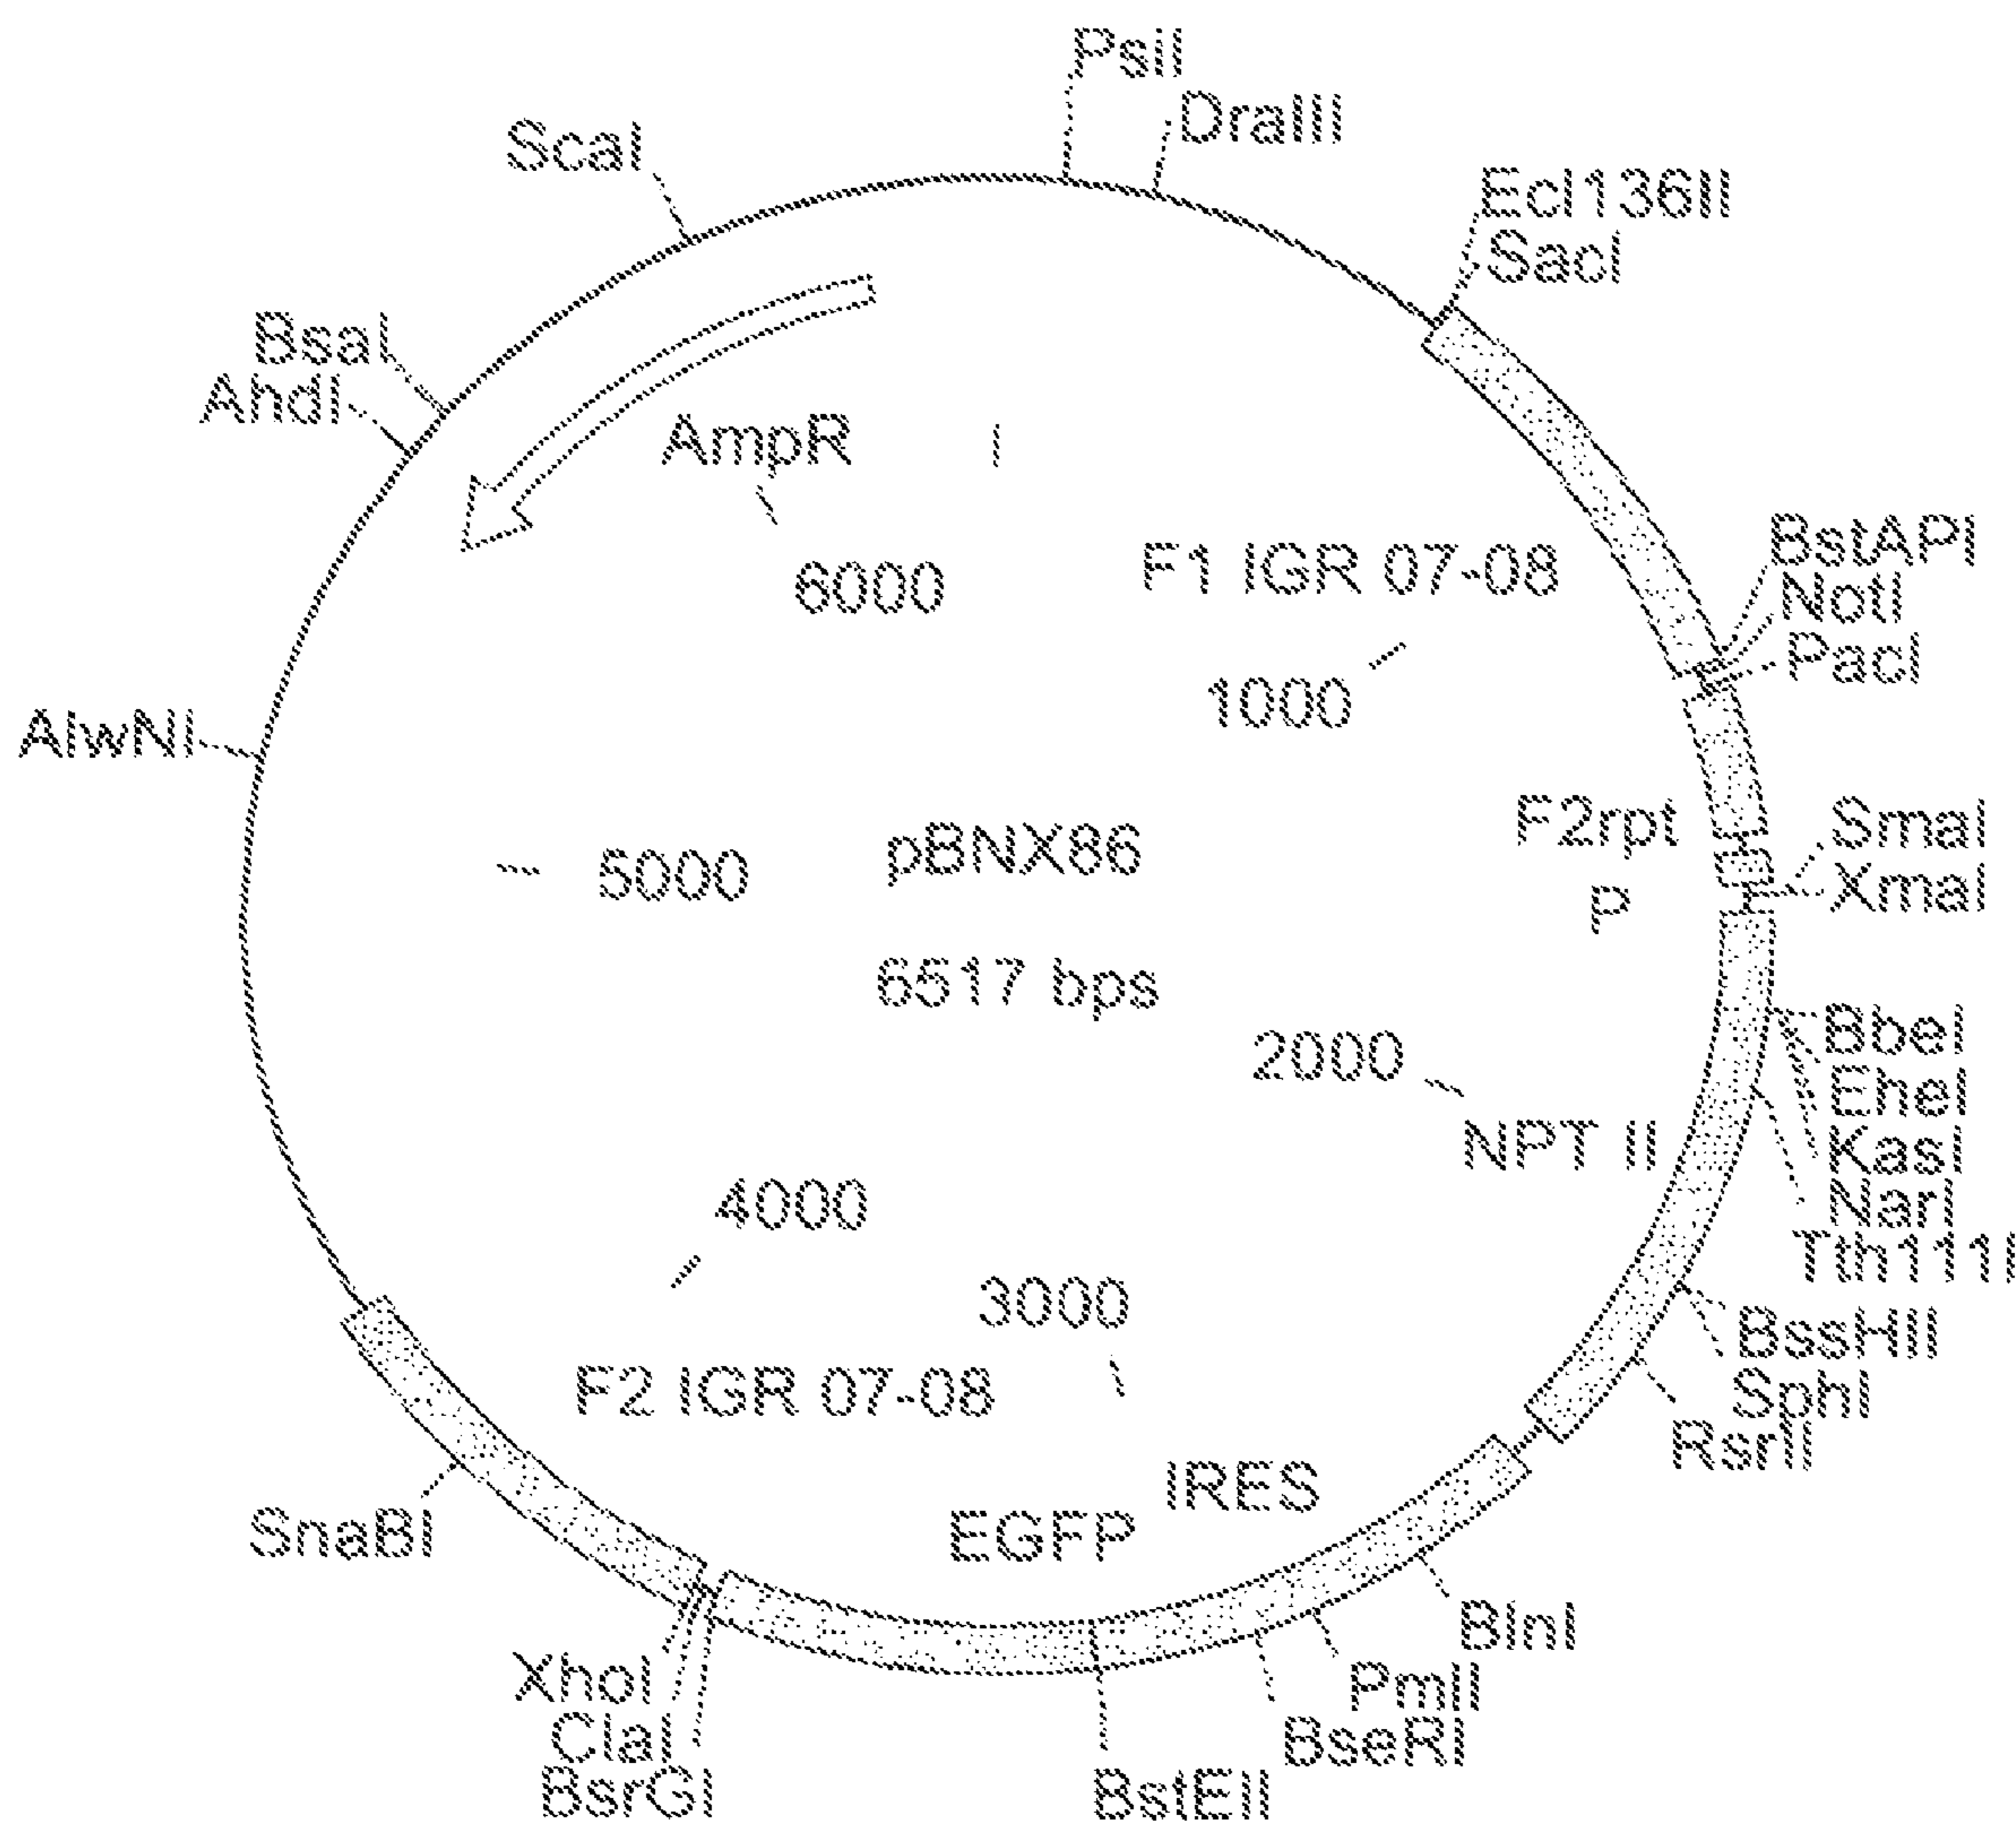 PsiI
DraIII
ScaI
Ecl136II
SacI
BsaI
AhdI
AmpR
F1 IGR 07-08
6000
BstAPI
NotI
PacI
1000
AlwNI
F2rpt
SmaI
P
XmaI
pBNX86
5000
6517 bps
BbeI
EheI
KasI
NarI
Tth111I
2000
NPT II
4000
3000
BssHII
SphI
RsrII
F2 IGR 07-08
IRES
EGFP
SnaBI
BlnI
PmlI
BseRI
BstEII
XhoI
ClaI
BsrGI